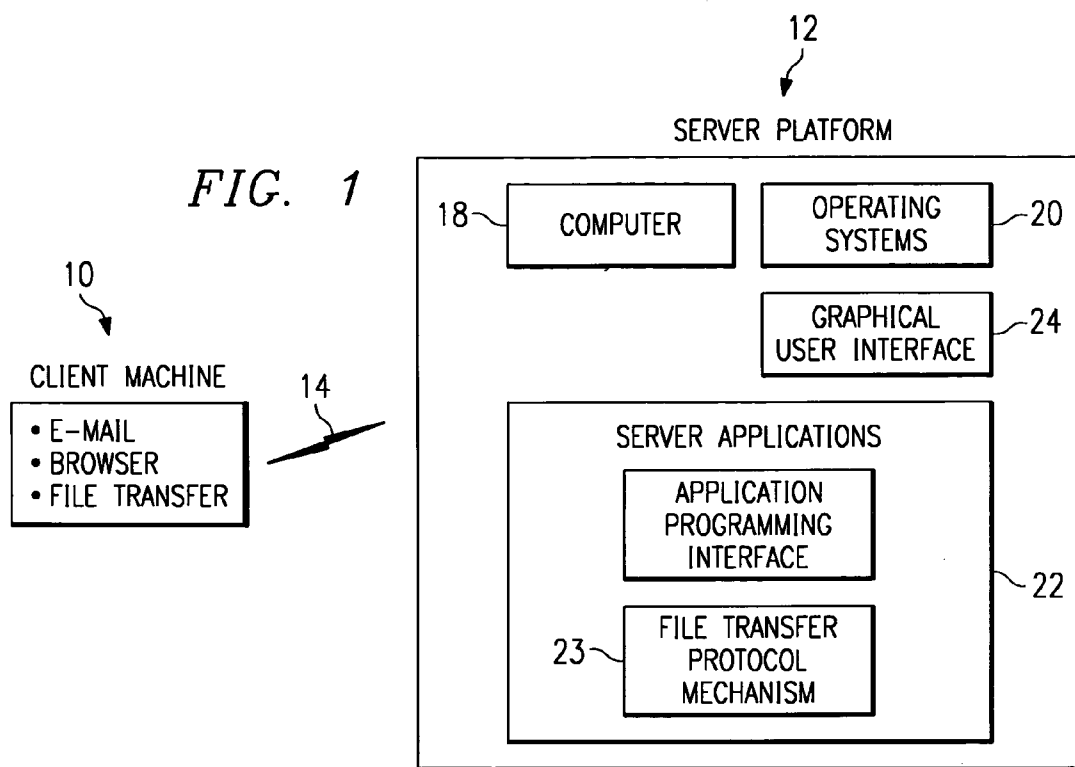 12
SERVER PLATFORM
FIG. 1
18
COMPUTER
OPERATING
SYSTEMS
20
GRAPHICAL
USER INTERFACE
24
10
CLIENT MACHINE
• E-MAIL
• BROWSER
• FILE TRANSFER
14
SERVER APPLICATIONS
APPLICATION
PROGRAMMING
INTERFACE
22
23
FILE TRANSFER
PROTOCOL
MECHANISM